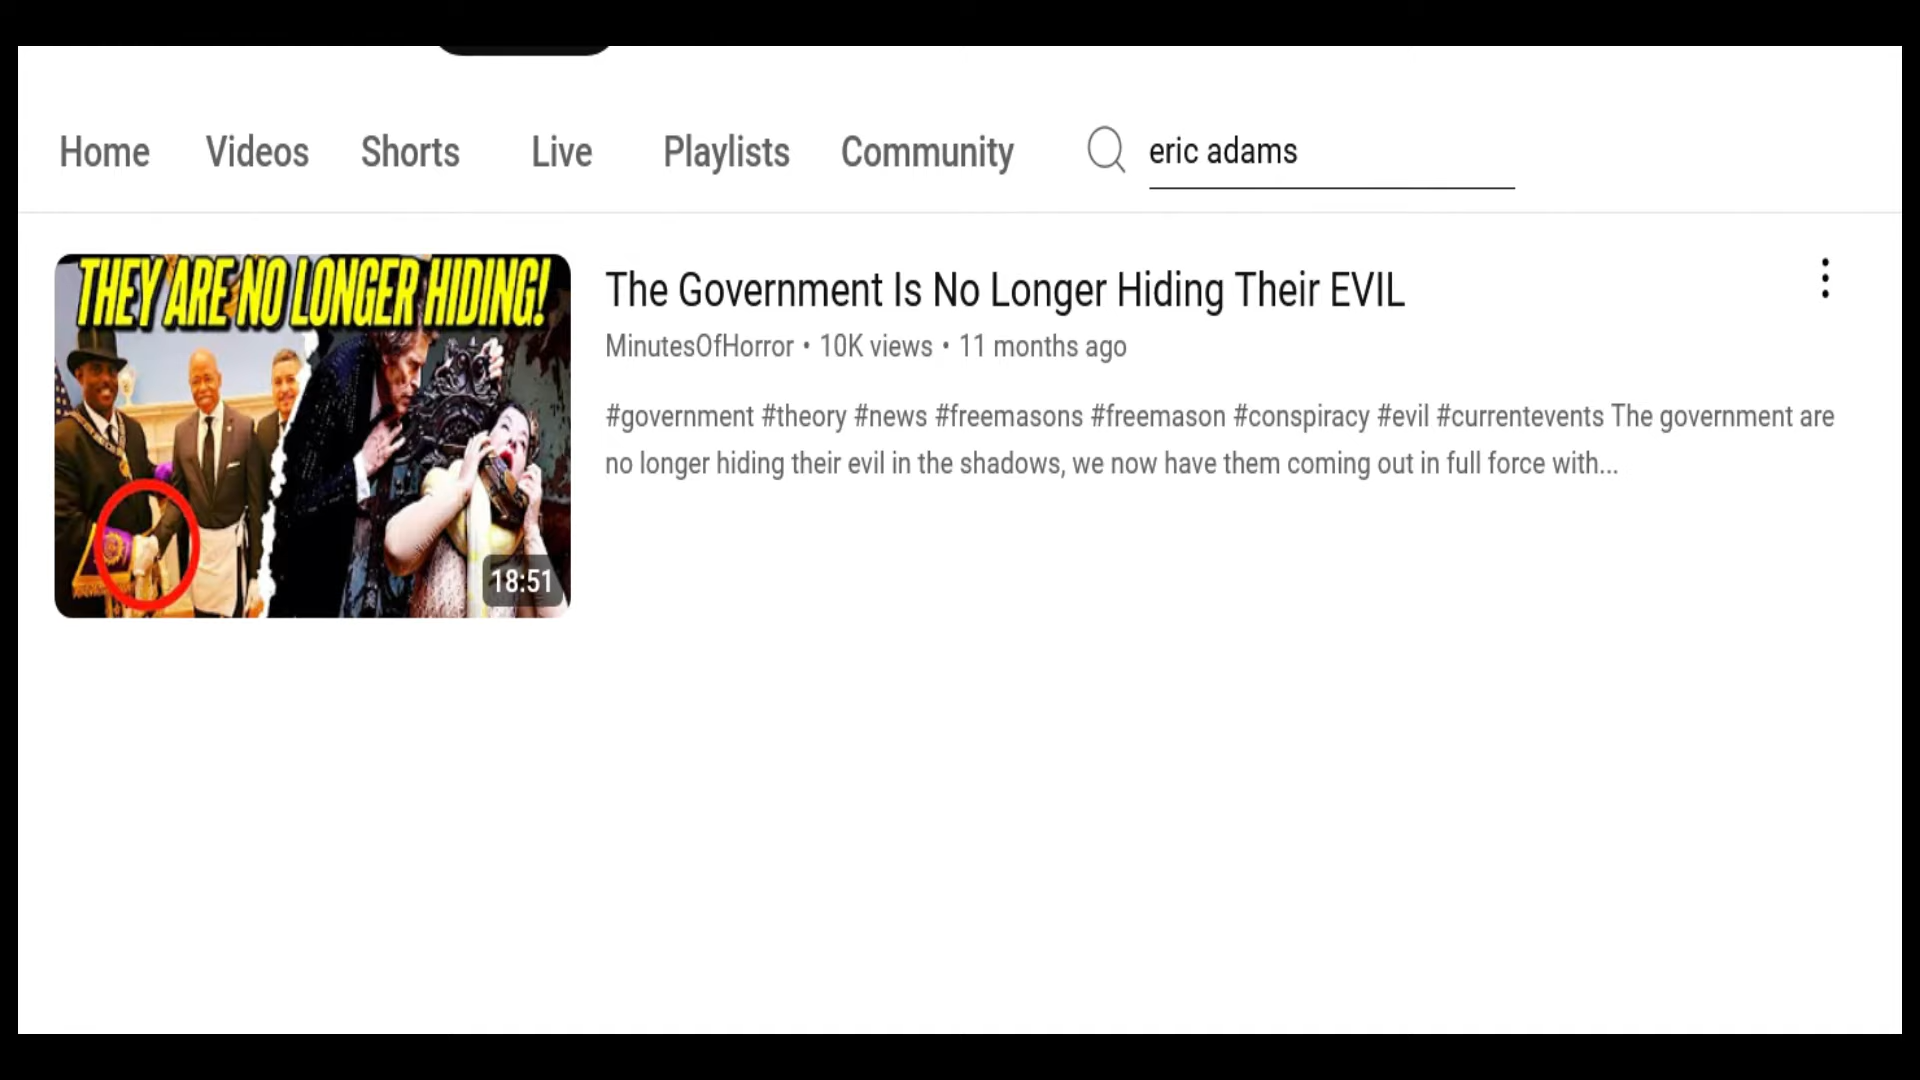 Home Videos Shorts Live Playlists Community eric adams
THEY ARE NO LONGER HIDING!
18:51
The Government Is No Longer Hiding Their EVIL
MinutesOfHorror • 10K views • 11 months ago
#government #theory #news #freemasons #freemason #conspiracy #evil #currentevents The government are
no longer hiding their evil in the shadows, we now have them coming out in full force with...